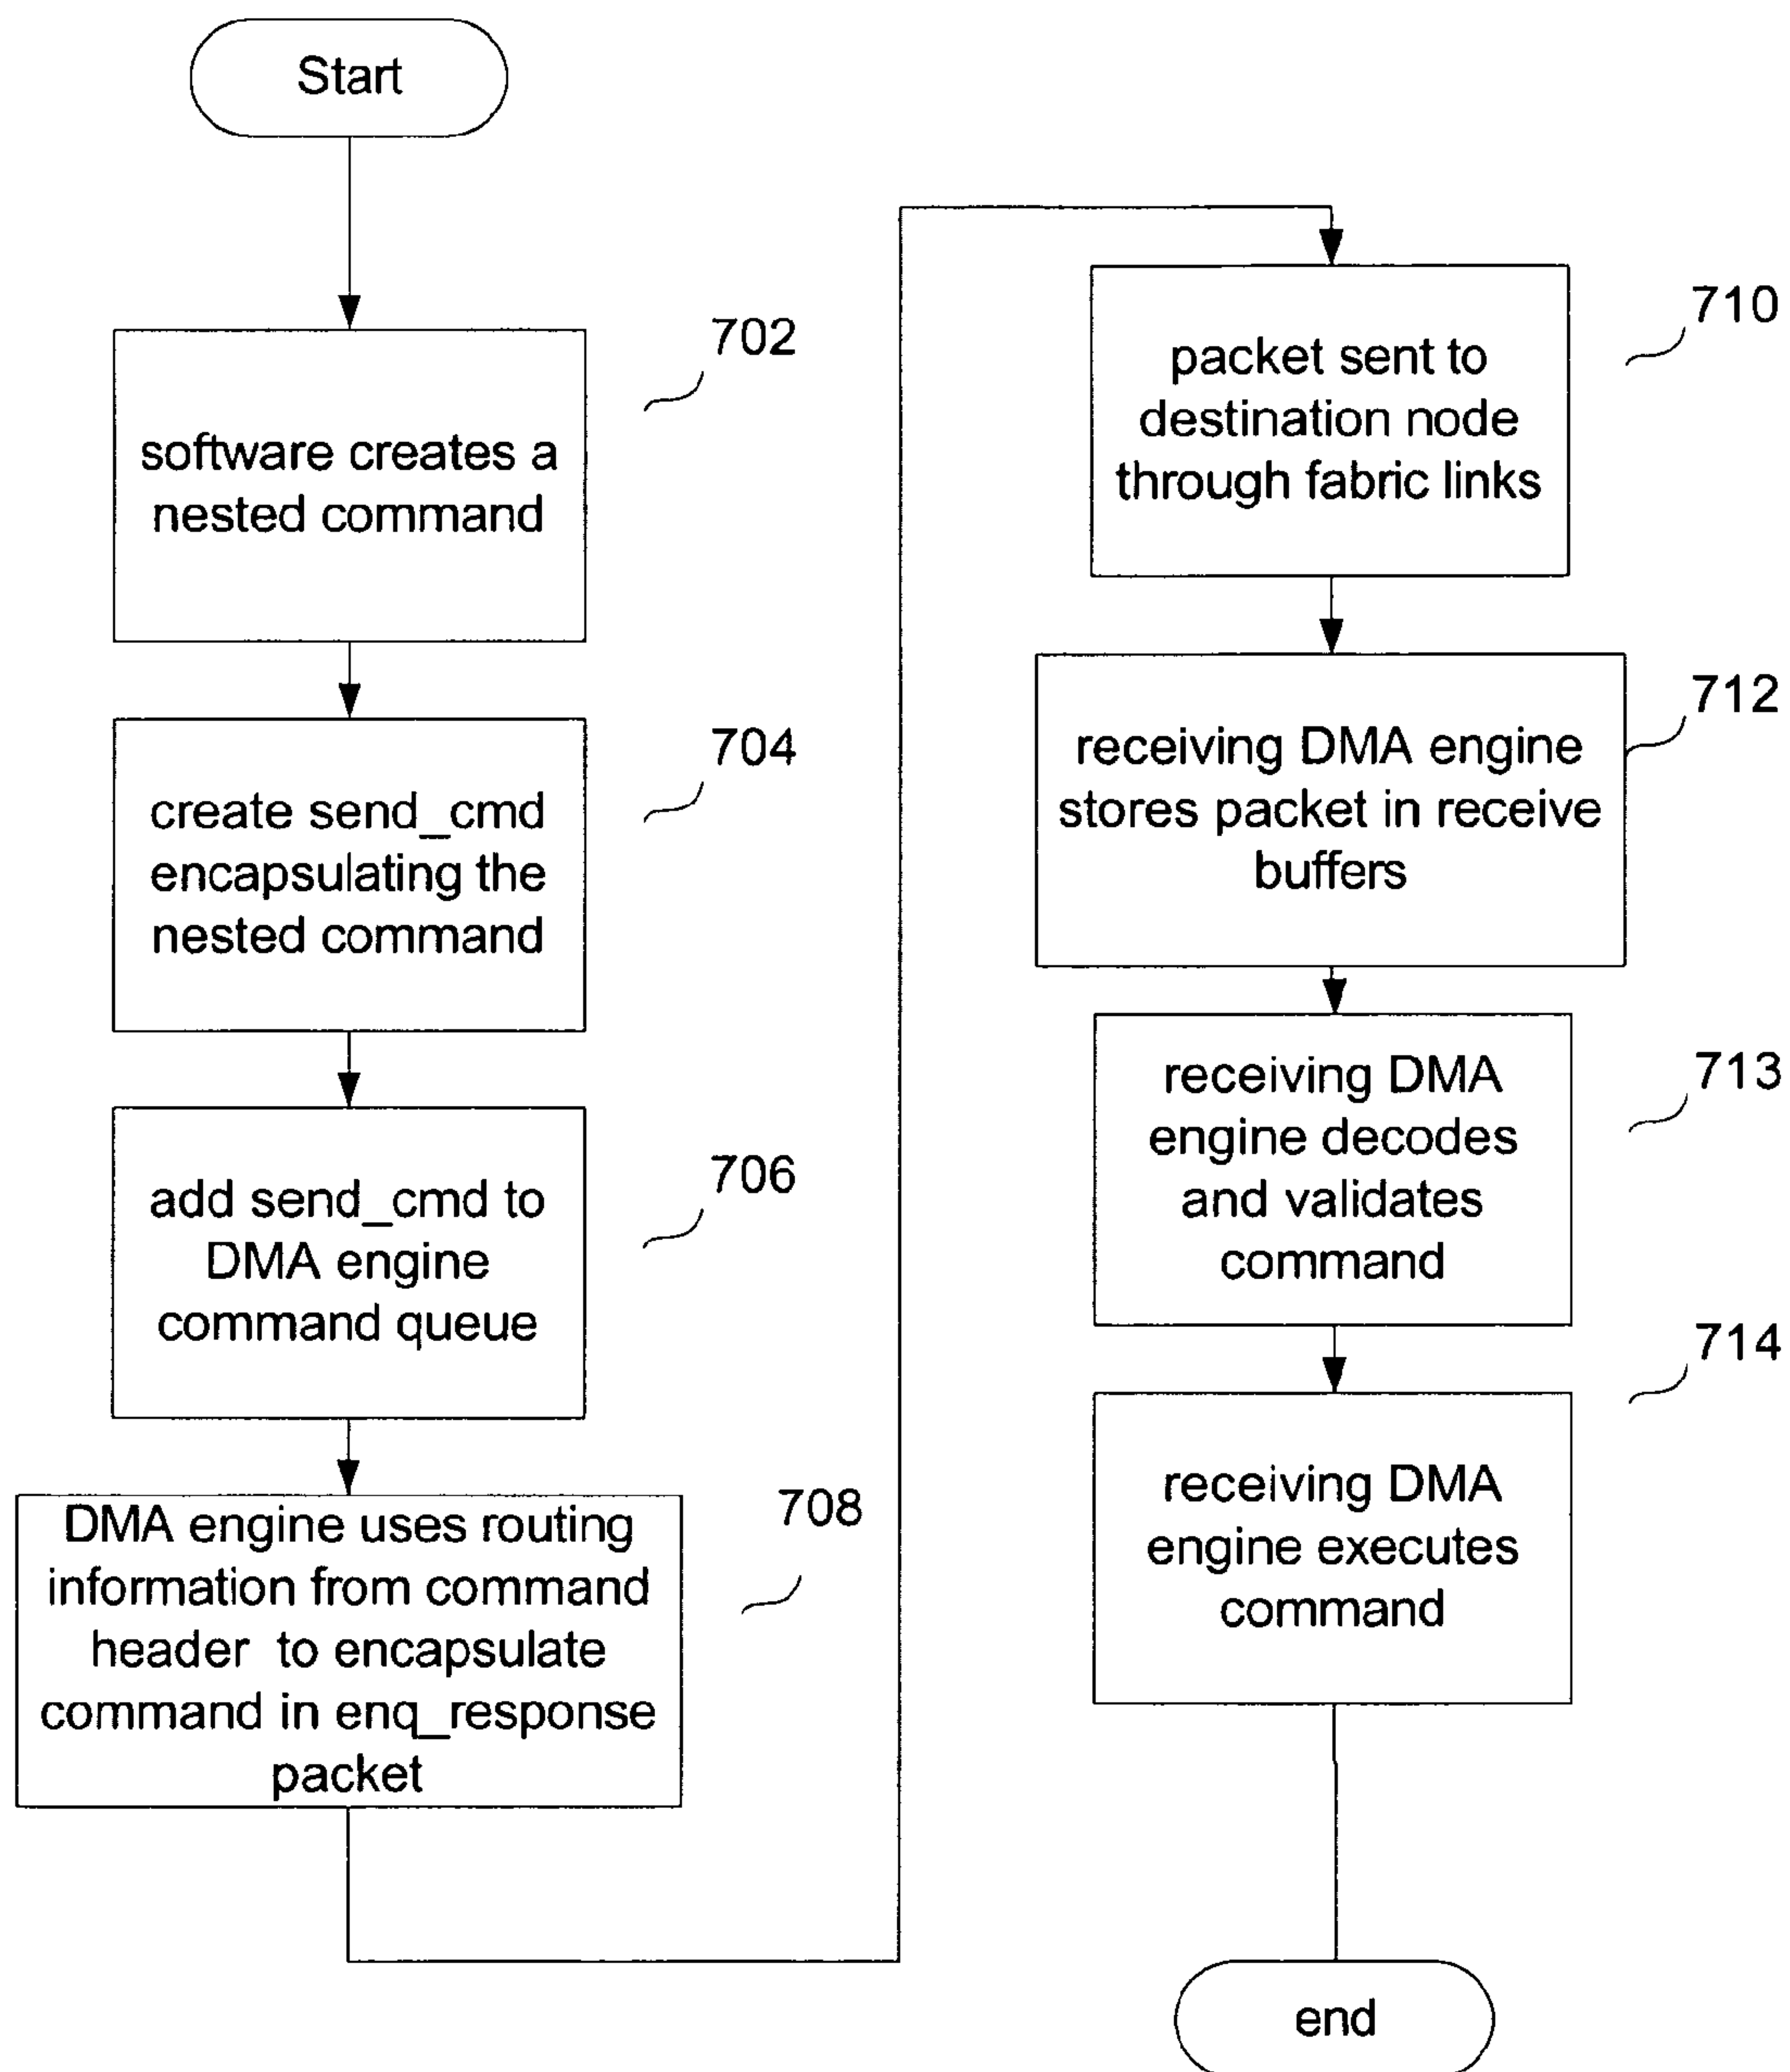 Start
702
software creates a
nested command
704
create send_cmd
encapsulating the
nested command
706
add send_cmd to
DMA engine
command queue
708
DMA engine uses routing
information from command
header to encapsulate
command in enq_response
packet
710
packet sent to
destination node
through fabric links
712
receiving DMA engine
stores packet in receive
buffers
713
receiving DMA
engine decodes
and validates
command
714
receiving DMA
engine executes
command
end